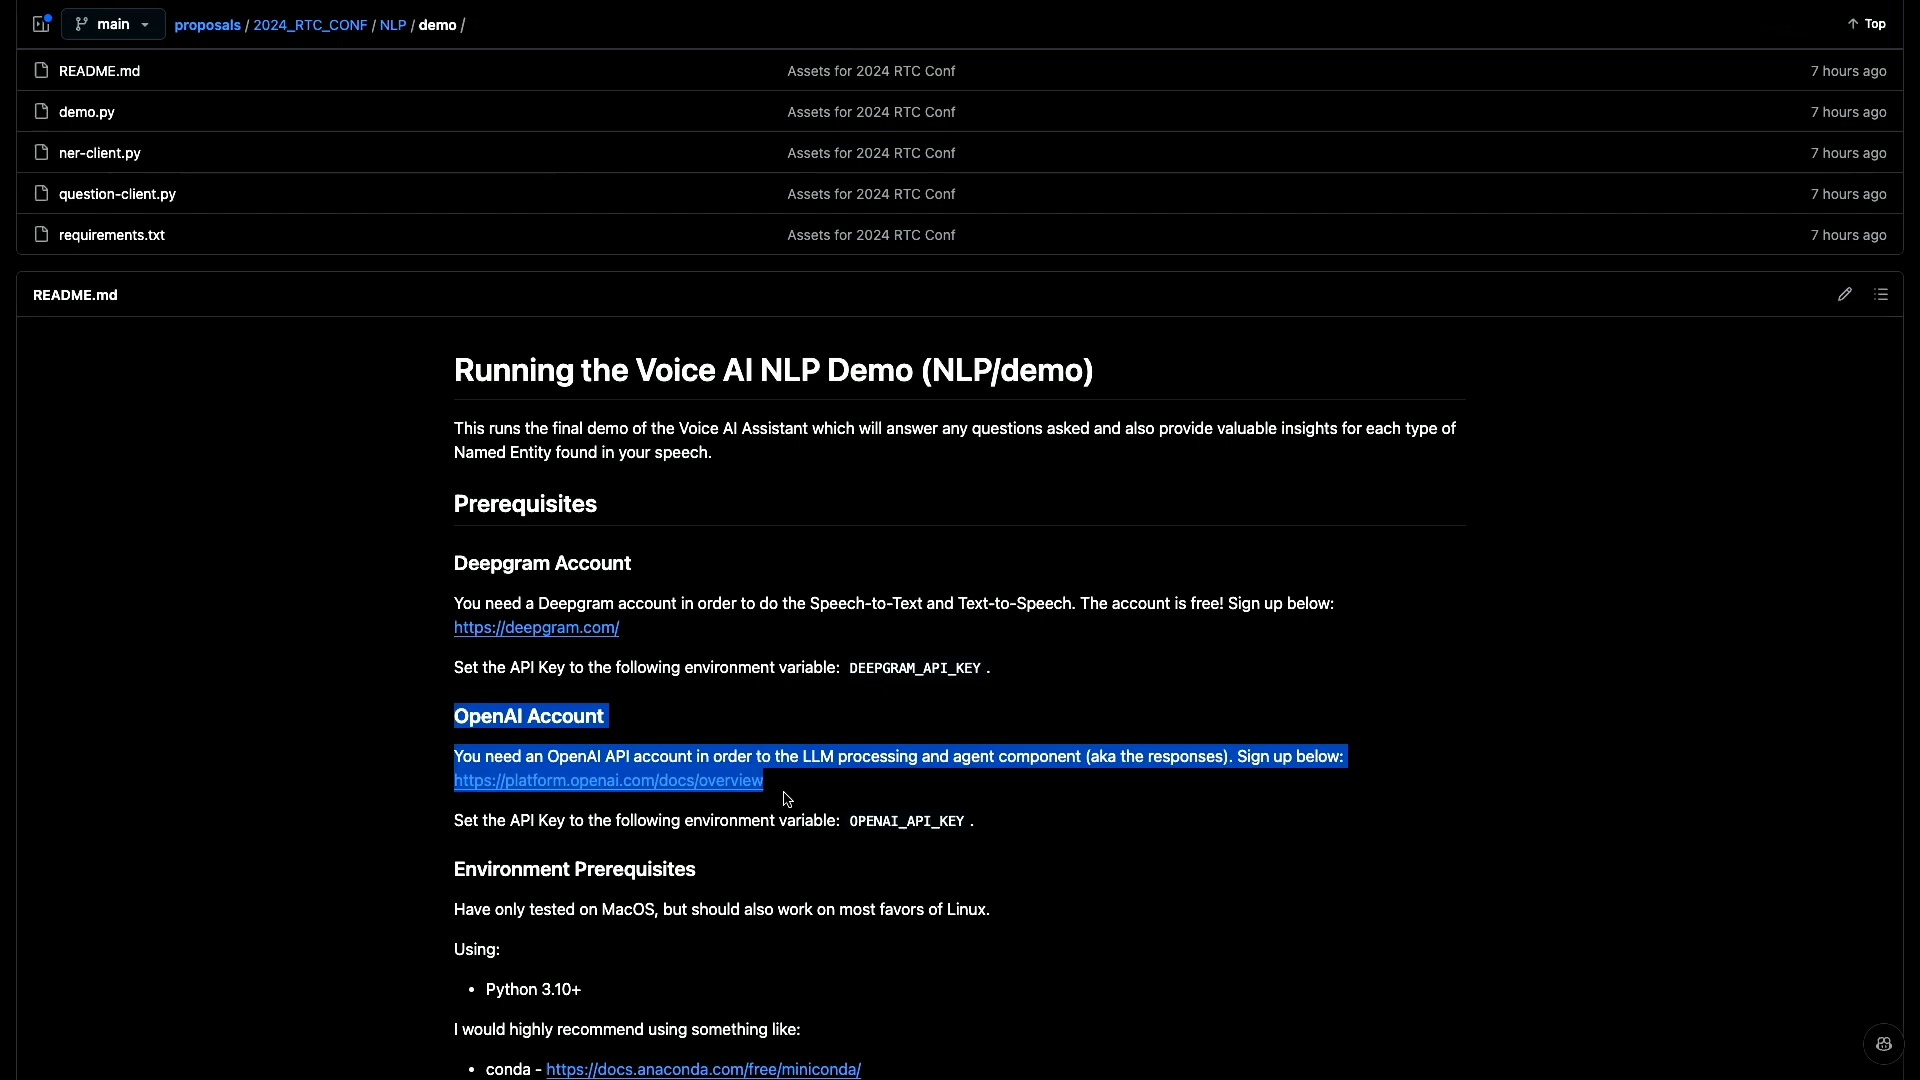 main
proposals / 2024_RTC_CONF / NLP / demo /
Top
README.md Assets for 2024 RTC Conf 7 hours ago
demo.py Assets for 2024 RTC Conf 7 hours ago
ner-client.py Assets for 2024 RTC Conf 7 hours ago
question-client.py Assets for 2024 RTC Conf 7 hours ago
requirements.txt Assets for 2024 RTC Conf 7 hours ago
README.md
Running the Voice AI NLP Demo (NLP/demo)
This runs the final demo of the Voice AI Assistant which will answer any questions asked and also provide valuable insights for each type of
Named Entity found in your speech.
Prerequisites
Deepgram Account
You need a Deepgram account in order to do the Speech-to-Text and Text-to-Speech. The account is free! Sign up below:
https://deepgram.com/
Set the API Key to the following environment variable: DEEPGRAM_API_KEY .
OpenAI Account
You need an OpenAI API account in order to the LLM processing and agent component (aka the responses). Sign up below:
https://platform.openai.com/docs/overview
Set the API Key to the following environment variable: OPENAI_API_KEY .
Environment Prerequisites
Have only tested on MacOS, but should also work on most favors of Linux.
Using:
• Python 3.10+
I would highly recommend using something like:
• conda - https://docs.anaconda.com/free/miniconda/